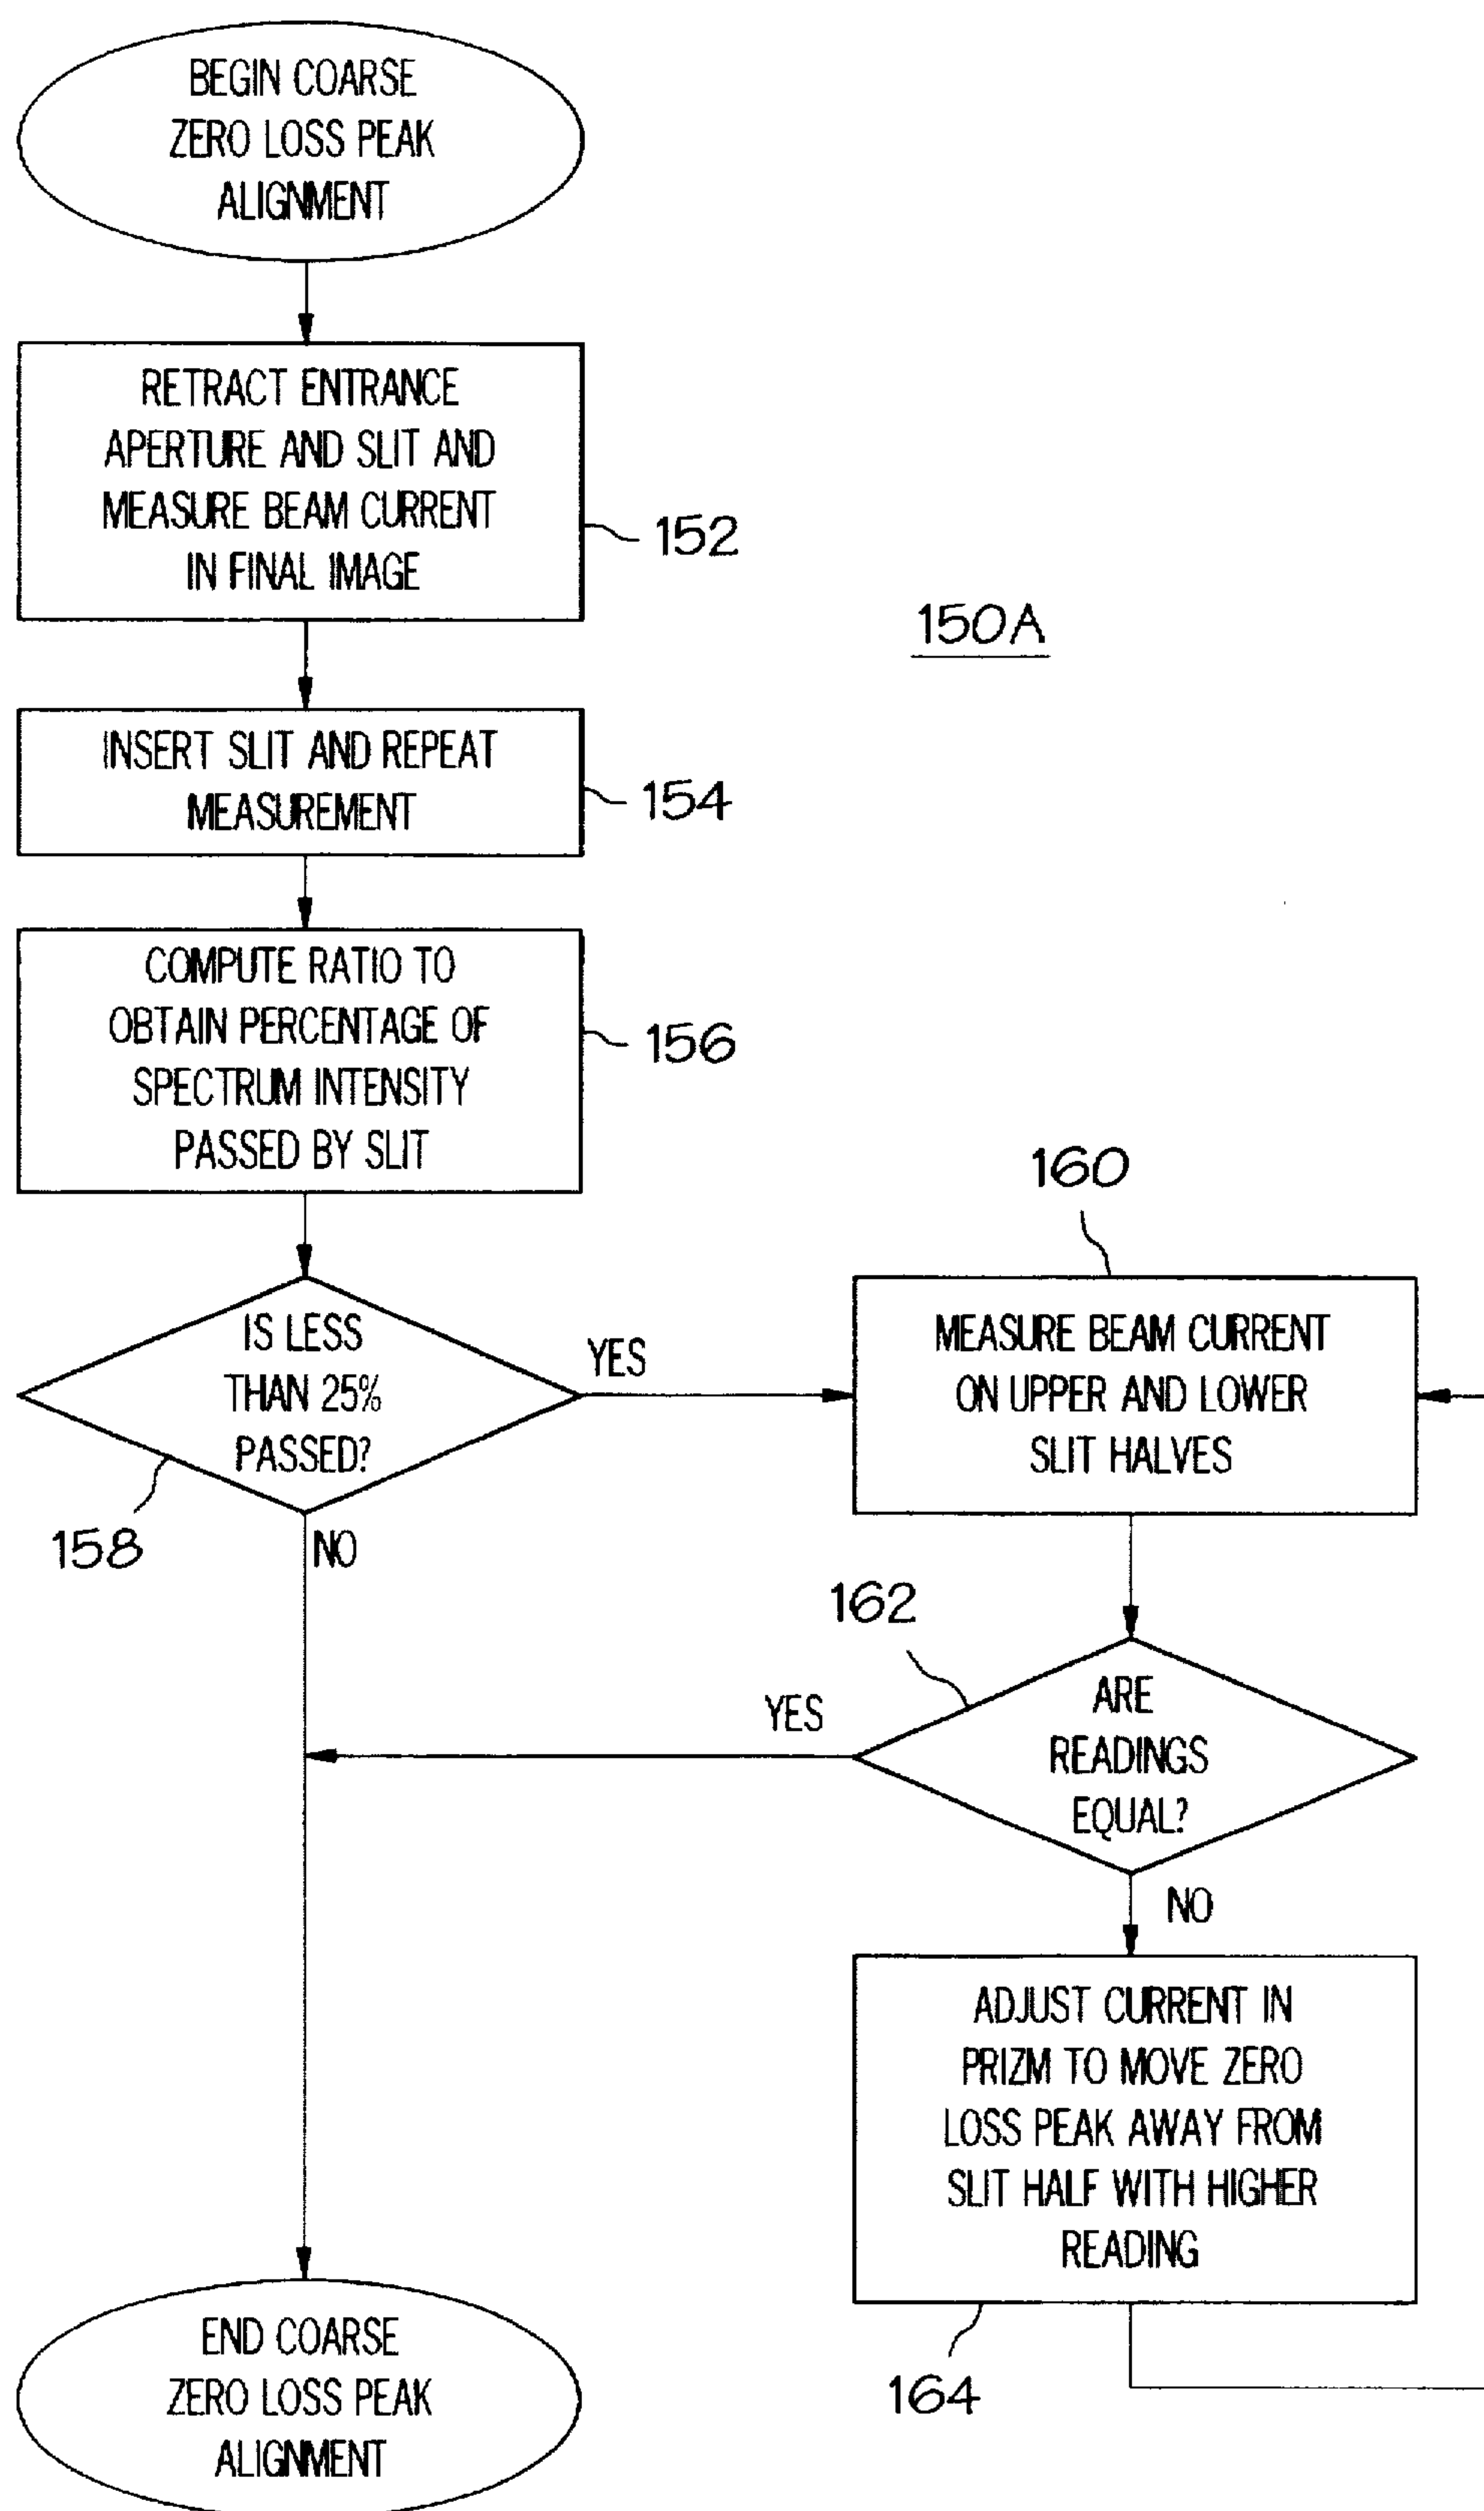 BEGIN COARSE
ZERO LOSS PEAK
ALIGNMENT
RETRACT ENTRANCE
APERTURE AND SLIT AND
MEASURE BEAM CURRENT
IN FINAL IMAGE
152
150A
INSERT SLIT AND REPEAT
MEASUREMENT
154
COMPUTE RATIO TO
OBTAIN PERCENTAGE OF
SPECTRUM INTENSITY
PASSED BY SLIT
156
IS LESS
THAN 25%
PASSED?
YES
158
NO
160
MEASURE BEAM CURRENT
ON UPPER AND LOWER
SLIT HALVES
162
ARE
READINGS
EQUAL?
YES
NO
ADJUST CURRENT IN
PRIZM TO MOVE ZERO
LOSS PEAK AWAY FROM
SLIT HALF WITH HIGHER
READING
164
END COARSE
ZERO LOSS PEAK
ALIGNMENT